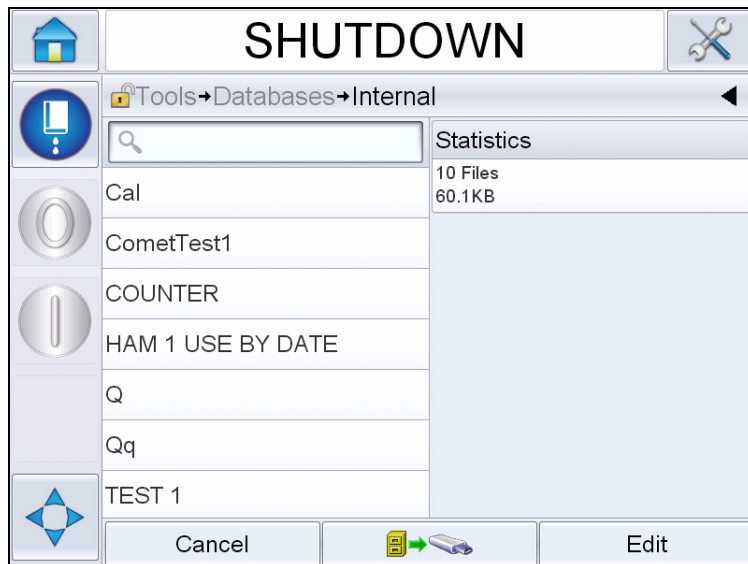 SHUTDOWN
Tools→Databases→Internal
Statistics
10 Files
60.1KB
Cal
CometTest1
COUNTER
HAM 1 USE BY DATE
Q
Qq
TEST 1
Cancel
Edit